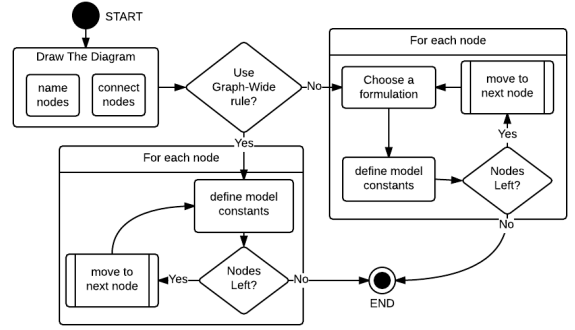 START
Draw The Diagram
name
nodes
connect
nodes
Use
Graph-Wide
rule?
No
Yes
For each node
Choose a
formulation
move to
next node
define model
constants
Nodes
Left?
Yes
No
For each node
define model
constants
Nodes
Left?
Yes
move to
next node
No
END